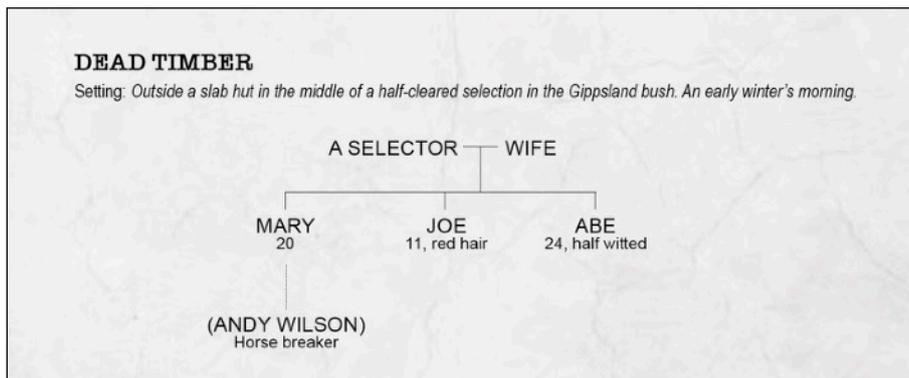 DEAD TIMBER
Setting: Outside a slab hut in the middle of a half-cleared selection in the Gippsland bush. An early winter's morning.
A SELECTOR WIFE
MARY JOE ABE
20 11, red hair 24, half witted
(ANDY WILSON)
Horse breaker